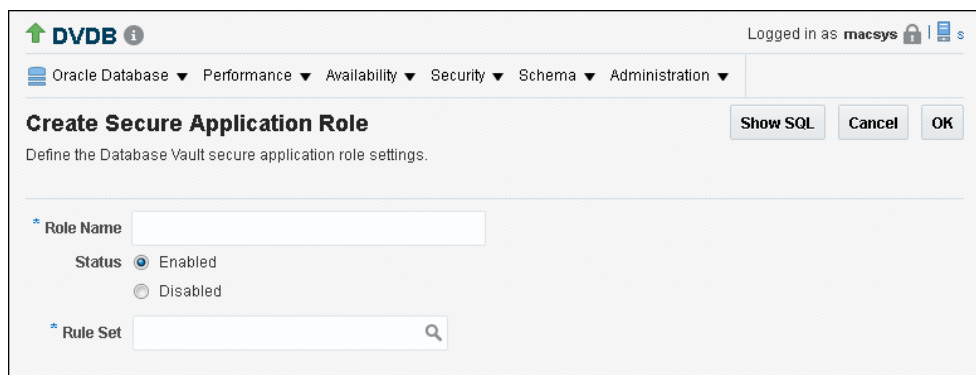 DVDB
Logged in as macsys | s
Oracle Database Performance Availability Security Schema Administration
Create Secure Application Role
Show SQL Cancel OK
Define the Database Vault secure application role settings.
* Role Name
Status Enabled
Disabled
* Rule Set